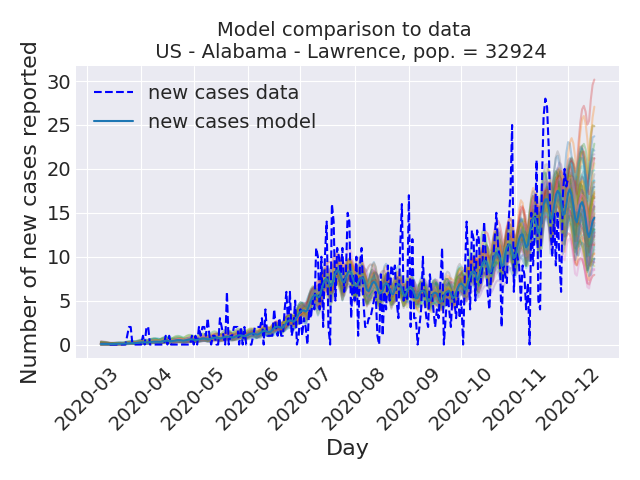 Model comparison to data
US - Alabama - Lawrence, pop. = 32924
Number of new cases reported
30
25
20
15
10
5
0
new cases data
new cases model
2020-03
2020-04
2020-05
2020-06
2020-07
2020-08
2020-09
2020-10
2020-11
2020-12
Day